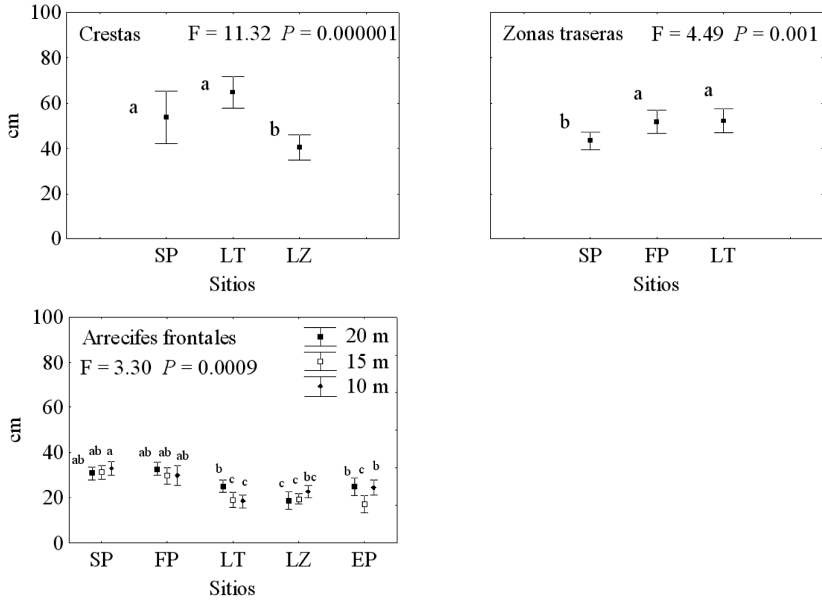 Crestas F = 11.32 P = 0.000001
100
80
60
40
20
0
cm
a
a
b
SP LT LZ
Sitios
Zonas traseras F = 4.49 P = 0.001
b
a
a
SP FP LT
Sitios
Arrecifes frontales
F = 3.30 P = 0.0009
20 m
15 m
10 m
100
80
60
40
20
0
cm
ab ab a ab ab ab b c c c c bc b c b
SP FP LT LZ EP
Sitios